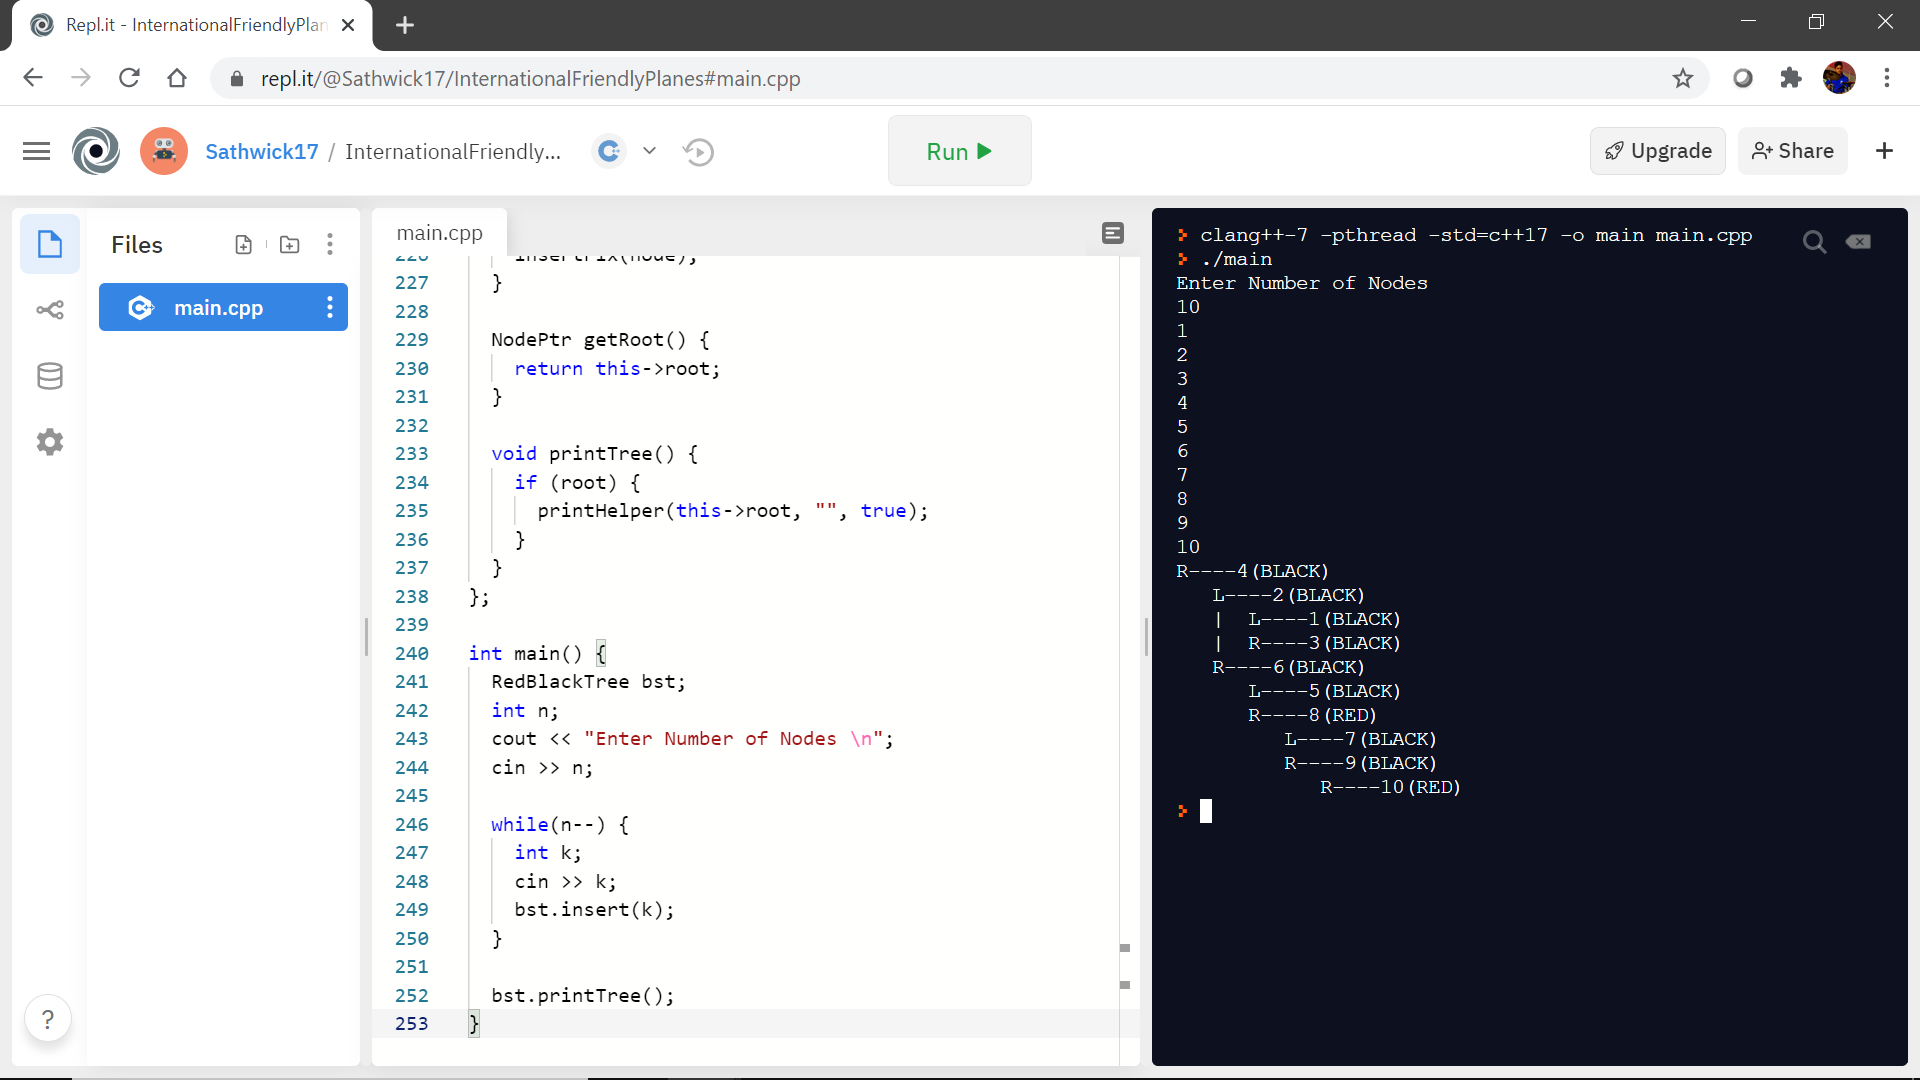 Repl.it - InternationalFriendlyPlan
repl.it/@Sathwick17/InternationalFriendlyPlanes#main.cpp
Sathwick17 / InternationalFriendly...
Run
Upgrade
Share
Files
main.cpp
main.cpp
226 insertFix(node);
227 }
228
229 NodePtr getRoot() {
230 return this->root;
231 }
232
233 void printTree() {
234 if (root) {
235 printHelper(this->root, "", true);
236 }
237 }
238 };
239
240 int main() {
241 RedBlackTree bst;
242 int n;
243 cout << "Enter Number of Nodes \n";
244 cin >> n;
245
246 while(n--) {
247 int k;
248 cin >> k;
249 bst.insert(k);
250 }
251
252 bst.printTree();
253 }
?
clang++-7 -pthread -std=c++17 -o main main.cpp
./main
Enter Number of Nodes
10
1
2
3
4
5
6
7
8
9
10
R----4(BLACK)
L----2(BLACK)
| L----1(BLACK)
| R----3(BLACK)
R----6(BLACK)
L----5(BLACK)
R----8(RED)
L----7(BLACK)
R----9(BLACK)
R----10(RED)